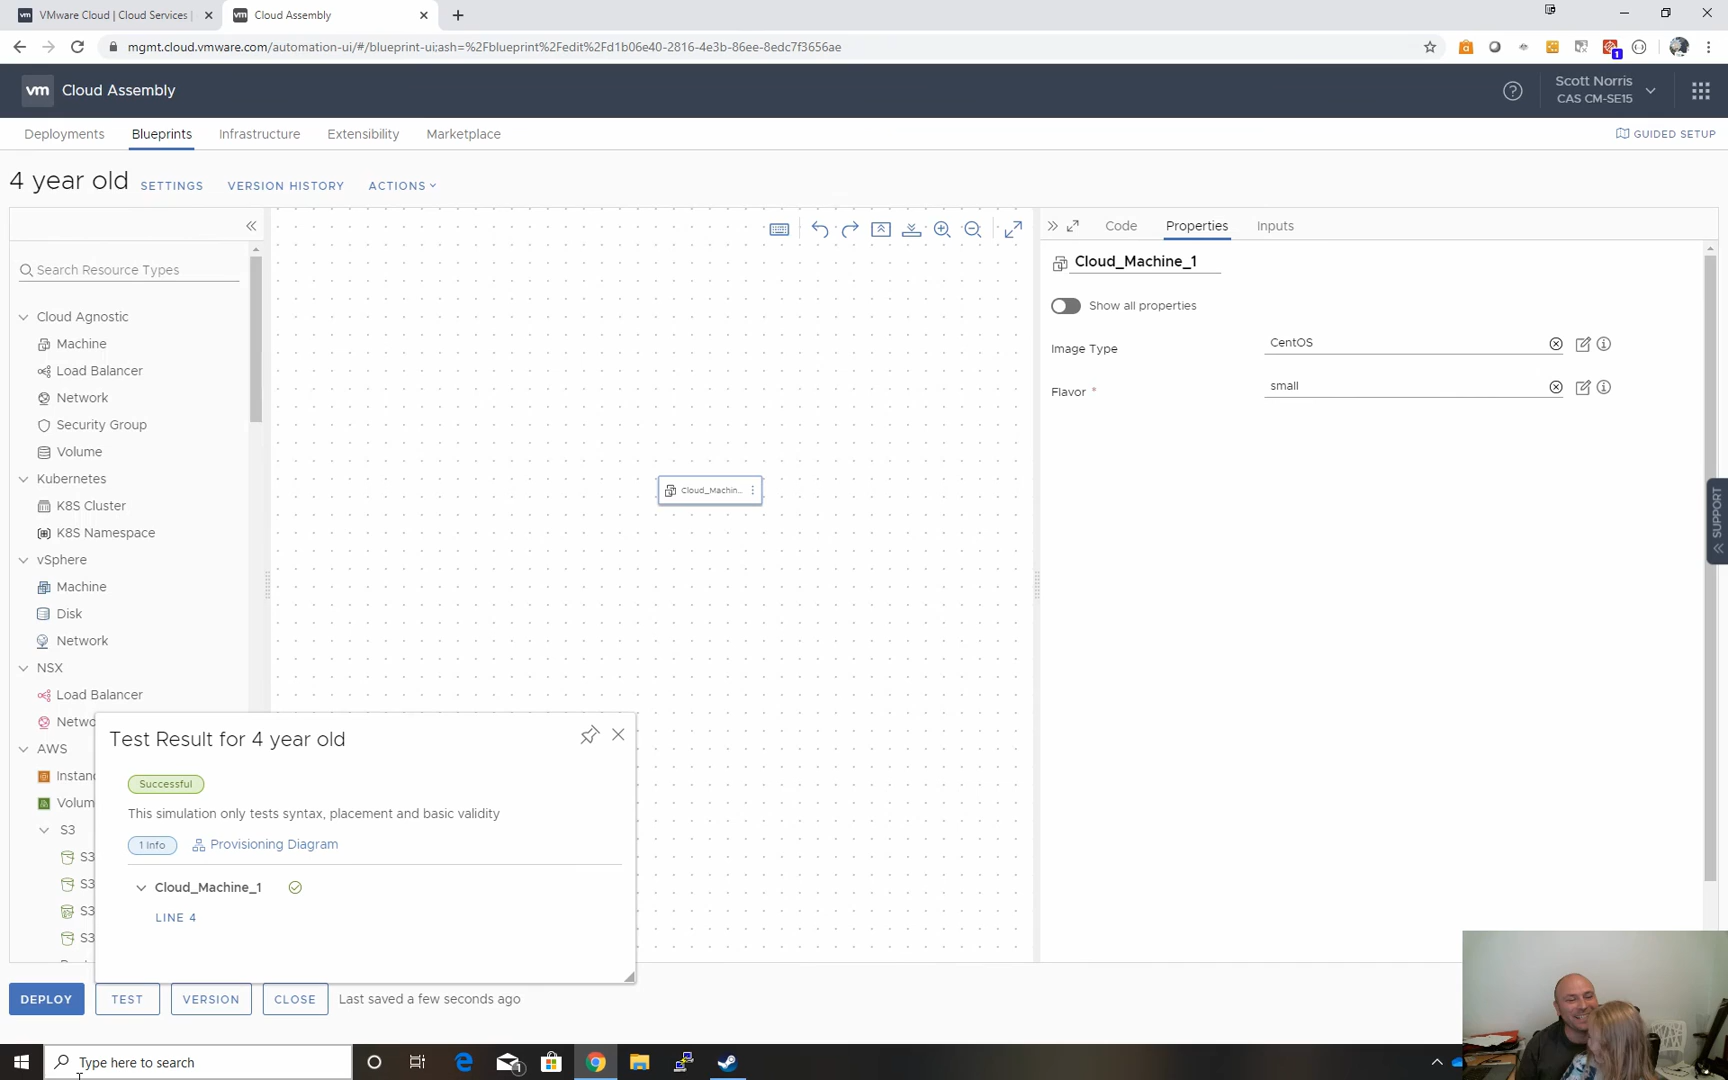 VMware Cloud | Cloud Services |
Cloud Assembly
mgmt.cloud.vmware.com/automation-ui/#/blueprint-ui;ash=%2Fblueprint%2Fedit%2Fd1b06e40-2816-4e3b-86ee-8edc7f3656ae
1
vm Cloud Assembly
Scott Norris
CAS CM-SE15
Deployments Blueprints Infrastructure Extensibility Marketplace
GUIDED SETUP
4 year old SETTINGS VERSION HISTORY ACTIONS
Search Resource Types
Cloud Agnostic
Machine
Load Balancer
Network
Security Group
Volume
Kubernetes
K8S Cluster
K8S Namespace
vSphere
Machine
Disk
Network
NSX
Load Balancer
Netwo
AWS
Instanc
Volum
S3
S3
S3
S3
S3
Cloud_Machin...
Code Properties Inputs
Cloud_Machine_1
Show all properties
Image Type CentOS
Flavor * small
SUPPORT
Test Result for 4 year old
Successful
This simulation only tests syntax, placement and basic validity
1 Info Provisioning Diagram
Cloud_Machine_1
LINE 4
DEPLOY TEST VERSION CLOSE Last saved a few seconds ago
Type here to search
1